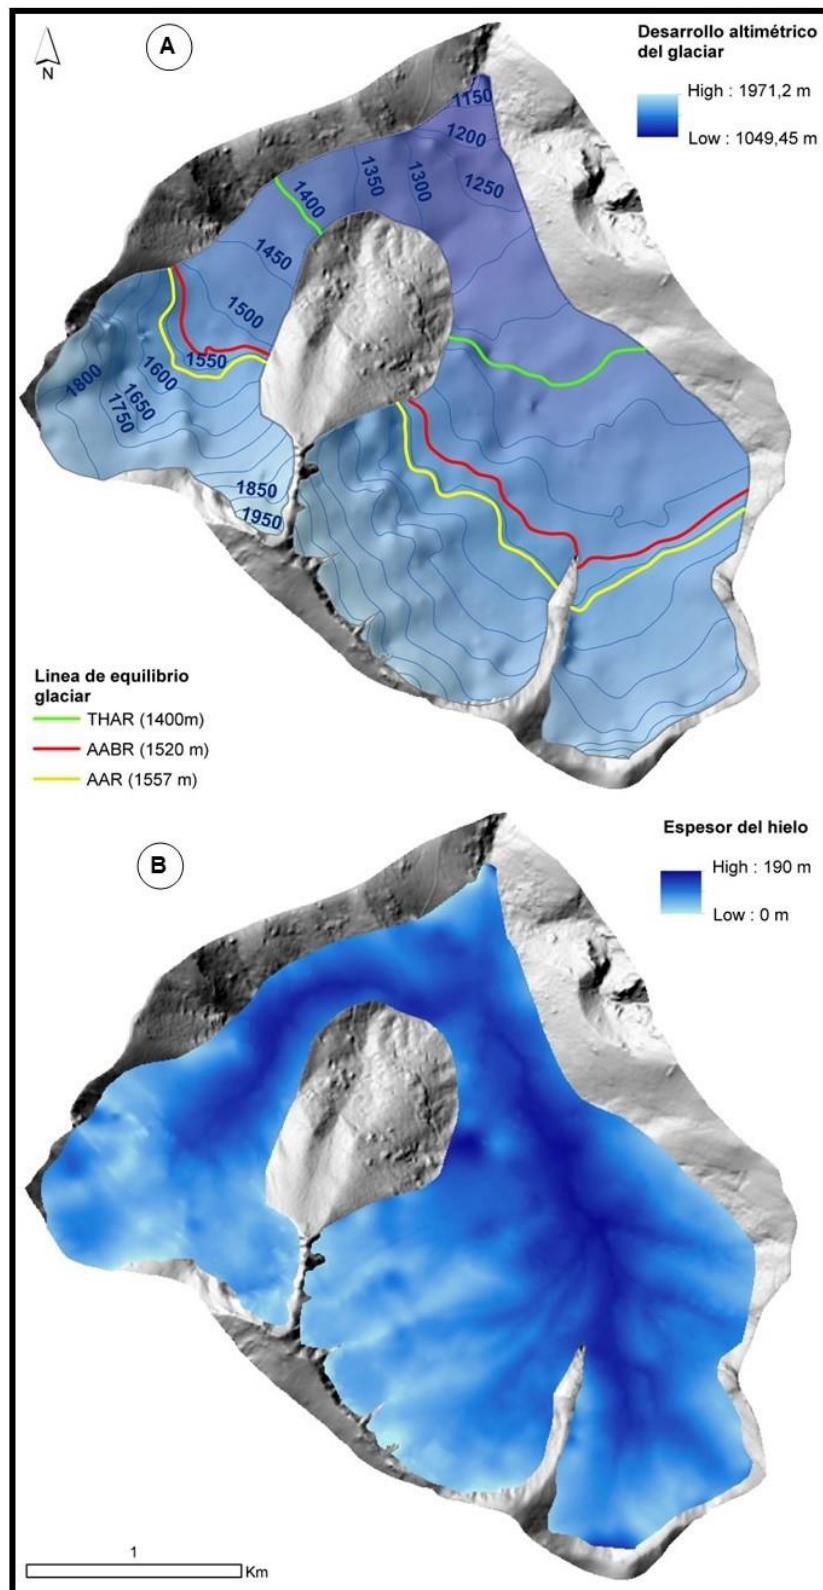 A
N
Desarrollo altimétrico
del glaciar
High : 1971,2 m
Low : 1049,45 m
1150
1200
1250
1300
1350
1400
1450
1500
1550
1600
1650
1750
1800
1850
1950
Linea de equilibrio
glaciar
THAR (1400m)
AABR (1520 m)
AAR (1557 m)
B
Espesor del hielo
High : 190 m
Low : 0 m
1
Km